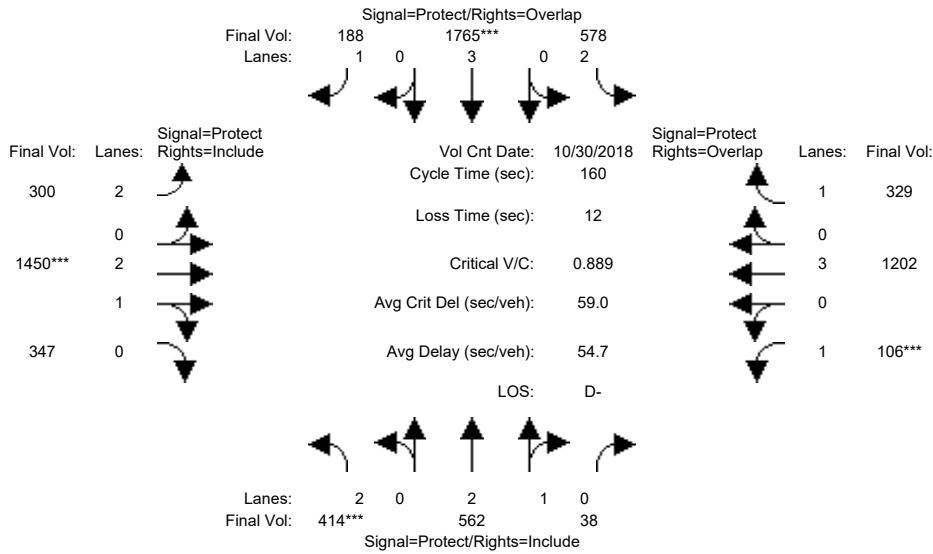 Signal=Protect/Rights=Overlap
Final Vol: 188 1765*** 578
Lanes: 1 0 3 0 2
Signal=Protect Signal=Protect
Final Vol: Lanes: Rights=Include Vol Cnt Date: 10/30/2018 Rights=Overlap Lanes: Final Vol:
Cycle Time (sec): 160
300 2 1 329
Loss Time (sec): 12
0 0
1450*** 2 Critical V/C: 0.889 3 1202
1 Avg Crit Del (sec/veh): 59.0 0
347 0 Avg Delay (sec/veh): 54.7 1 106***
LOS: D-
Lanes: 2 0 2 1 0
Final Vol: 414*** 562 38
Signal=Protect/Rights=Include